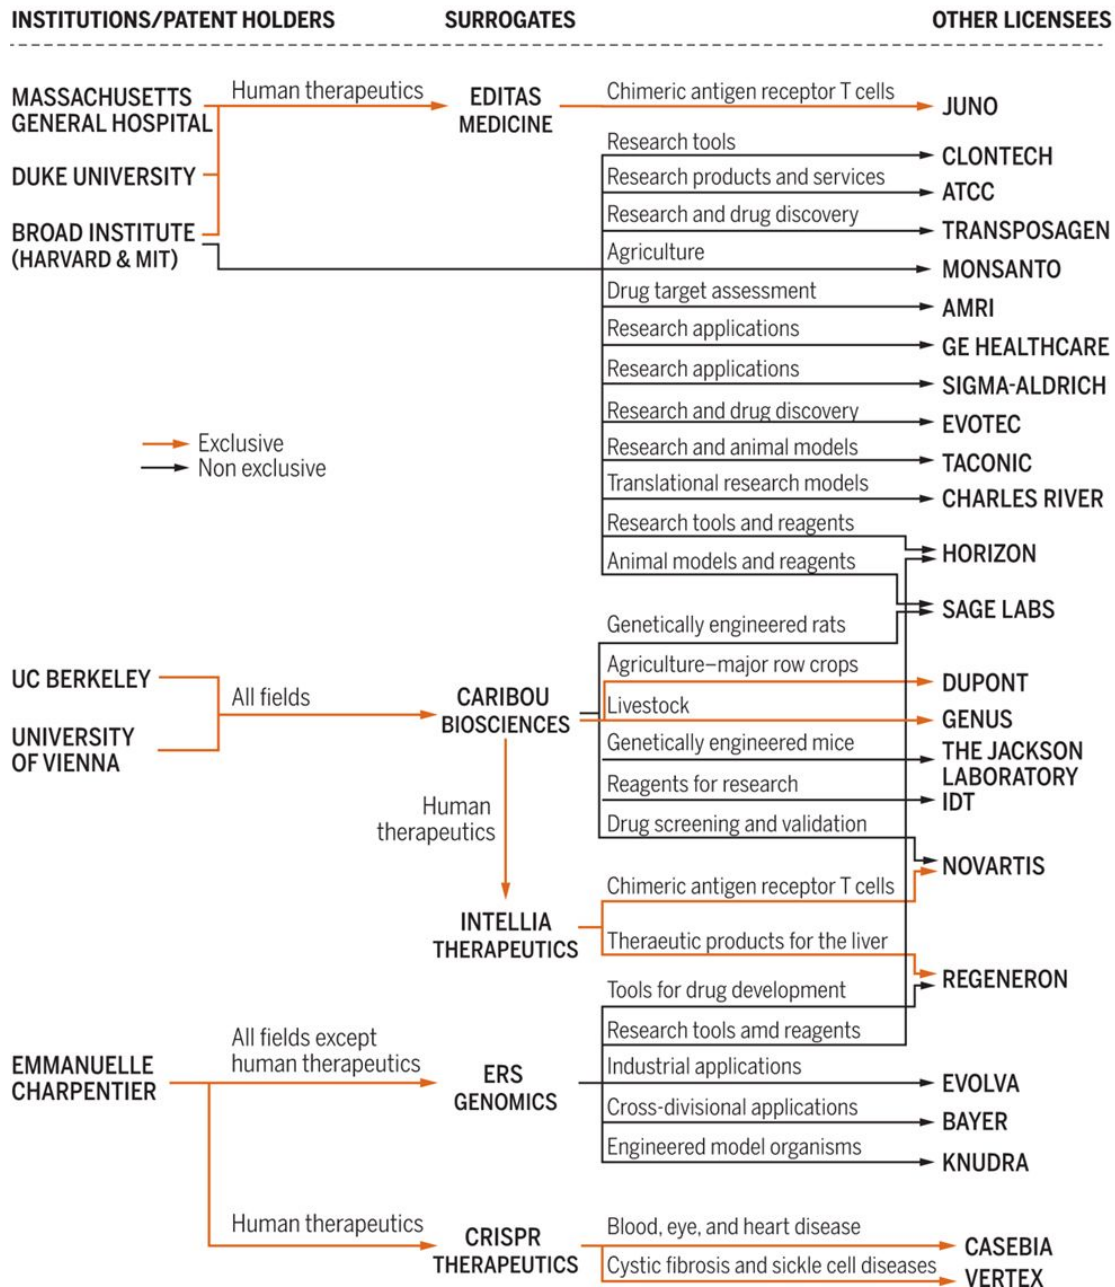 INSTITUTIONS/PATENT HOLDERS
SURROGATES
OTHER LICENSEES
MASSACHUSETTS
GENERAL HOSPITAL
Human therapeutics
EDITAS
MEDICINE
Chimeric antigen receptor T cells
JUNO
DUKE UNIVERSITY
BROAD INSTITUTE
(HARVARD & MIT)
Research tools
CLONTECH
Research products and services
ATCC
Research and drug discovery
TRANSPOSAGEN
Agriculture
MONSANTO
Drug target assessment
AMRI
Research applications
GE HEALTHCARE
Research applications
SIGMA-ALDRICH
Research and drug discovery
EVOTEC
Exclusive
Non exclusive
Research and animal models
TACONIC
Translational research models
CHARLES RIVER
Research tools and reagents
HORIZON
Animal models and reagents
SAGE LABS
UC BERKELEY
UNIVERSITY
OF VIENNA
All fields
CARIBOU
BIOSCIENCES
Genetically engineered rats
Agriculture–major row crops
DUPONT
Livestock
GENUS
Genetically engineered mice
THE JACKSON
LABORATORY
Reagents for research
IDT
Drug screening and validation
NOVARTIS
Human
therapeutics
INTELLIA
THERAPEUTICS
Chimeric antigen receptor T cells
Theraeutic products for the liver
REGENERON
EMMANUELLE
CHARPENTIER
All fields except
human therapeutics
ERS
GENOMICS
Tools for drug development
Research tools amd reagents
Industrial applications
EVOLVA
Cross-divisional applications
BAYER
Engineered model organisms
KNUDRA
Human therapeutics
CRISPR
THERAPEUTICS
Blood, eye, and heart disease
CASEBIA
Cystic fibrosis and sickle cell diseases
VERTEX